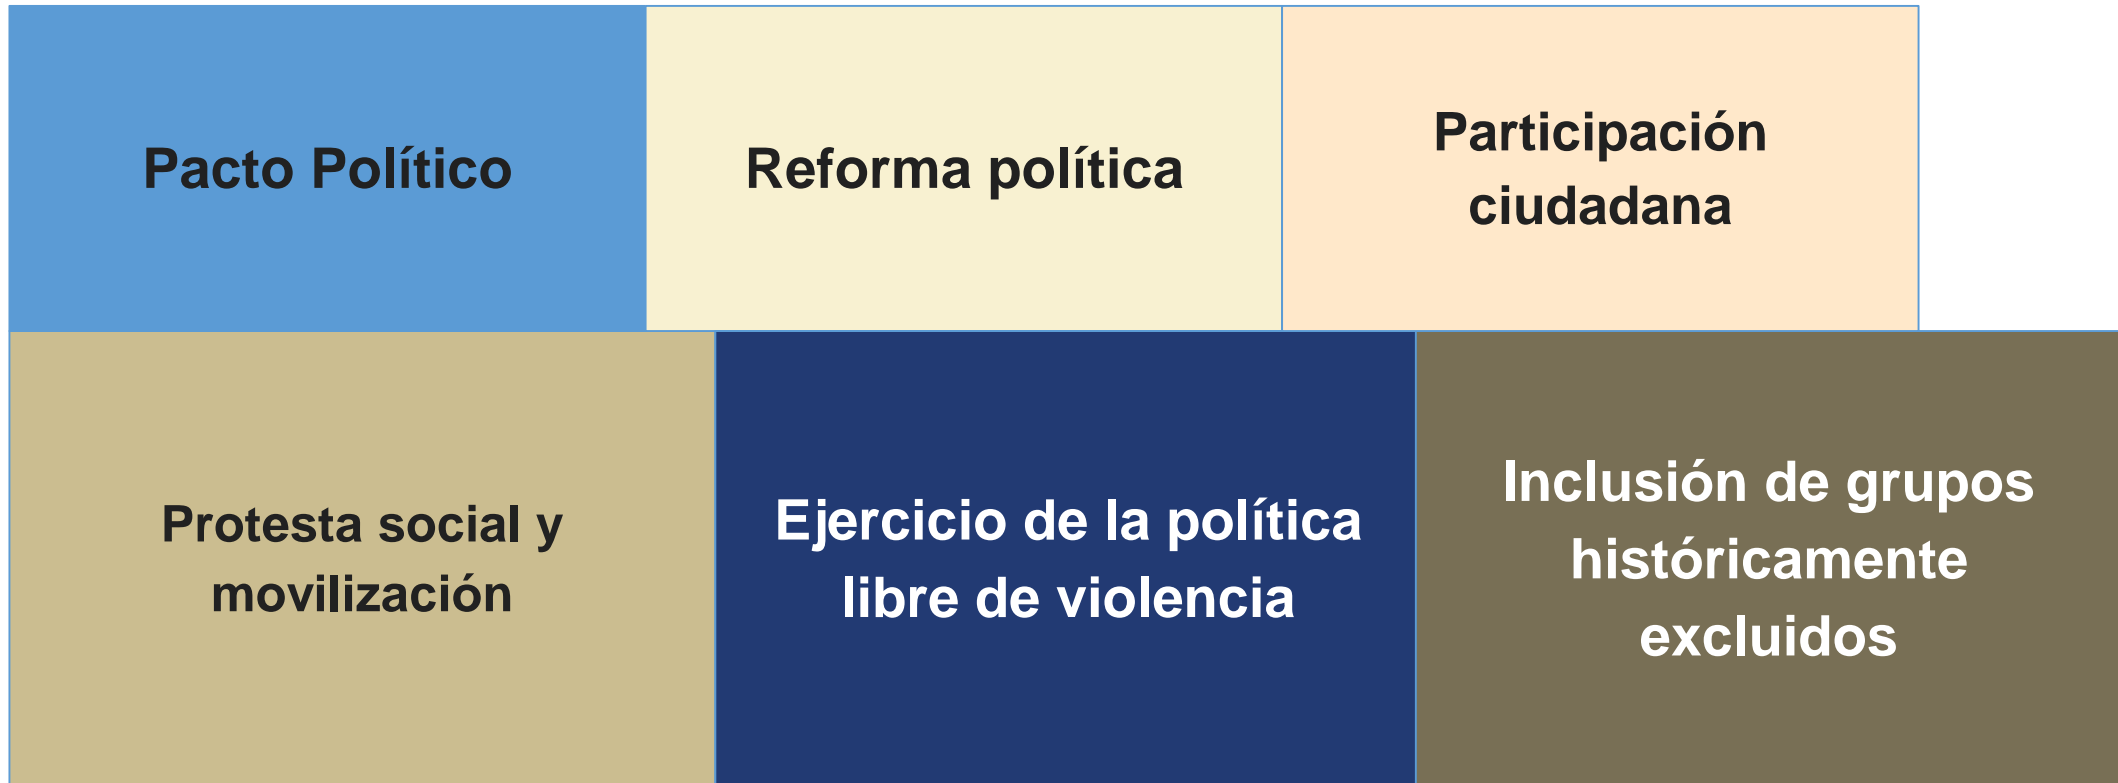 Pacto Político
Reforma política
Participación
ciudadana
Protesta social y
movilización
Ejercicio de la política
libre de violencia
Inclusión de grupos
históricamente
excluidos